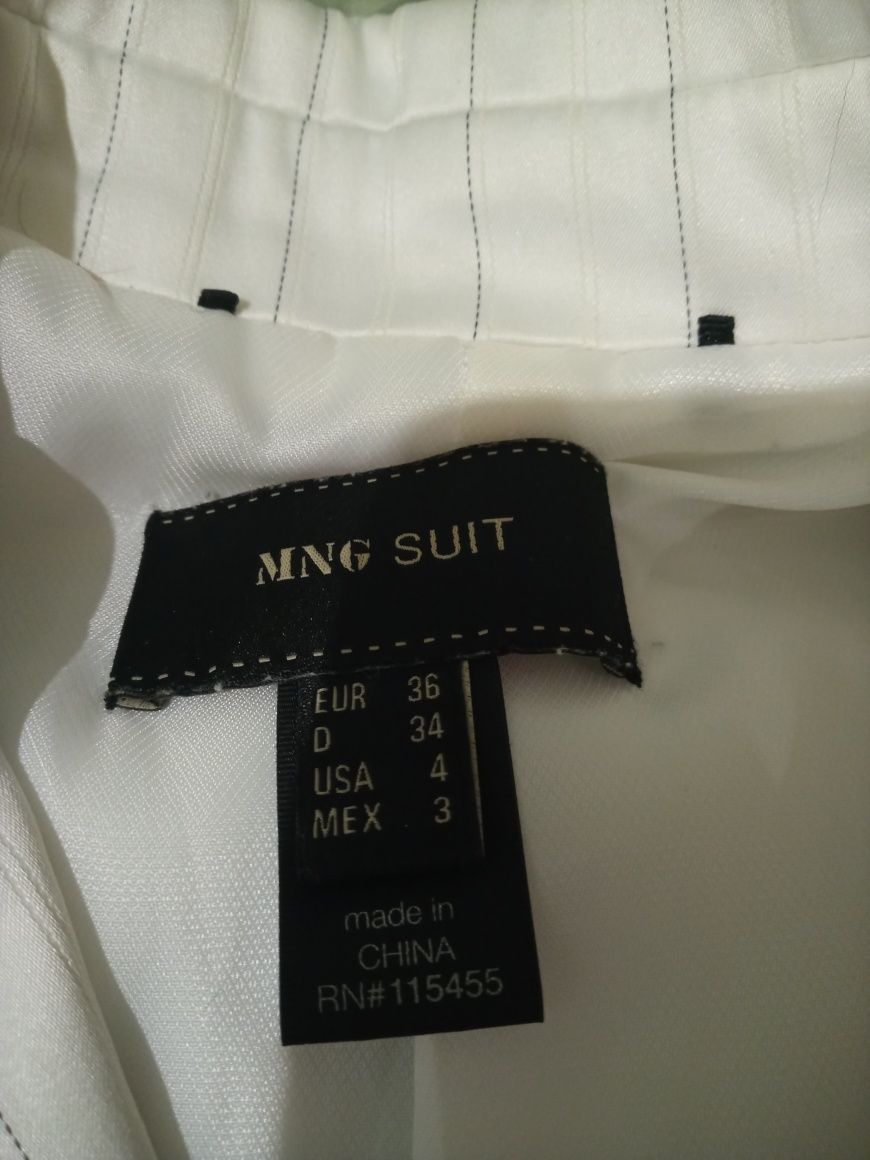 MNG SUIT
EUR 36
D 34
USA 4
MEX 3
made in
CHINA
RN#115455